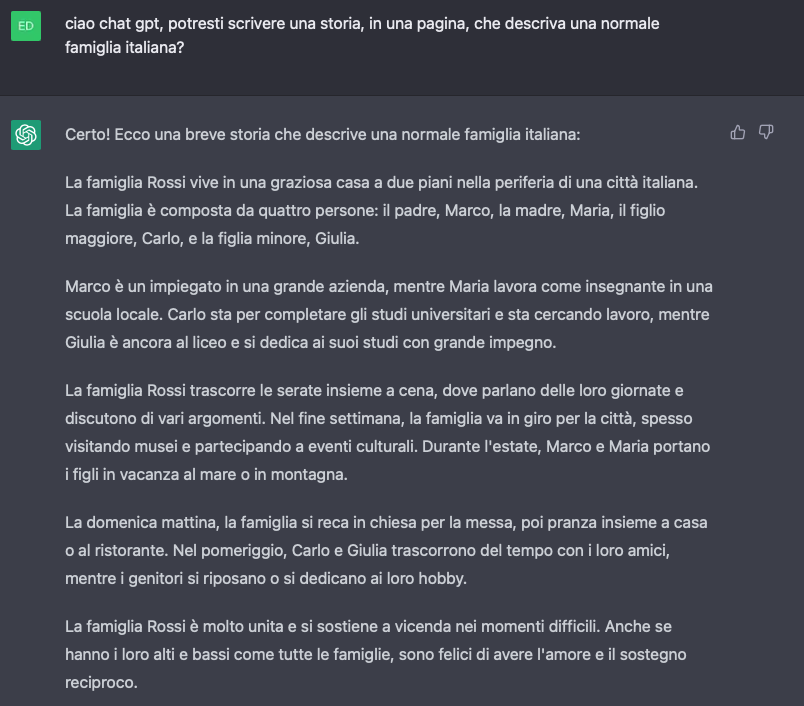 ED
ciao chat gpt, potresti scrivere una storia, in una pagina, che descriva una normale
famiglia italiana?
Certo! Ecco una breve storia che descrive una normale famiglia italiana:
La famiglia Rossi vive in una graziosa casa a due piani nella periferia di una città italiana.
La famiglia è composta da quattro persone: il padre, Marco, la madre, Maria, il figlio
maggiore, Carlo, e la figlia minore, Giulia.
Marco è un impiegato in una grande azienda, mentre Maria lavora come insegnante in una
scuola locale. Carlo sta per completare gli studi universitari e sta cercando lavoro, mentre
Giulia è ancora al liceo e si dedica ai suoi studi con grande impegno.
La famiglia Rossi trascorre le serate insieme a cena, dove parlano delle loro giornate e
discutono di vari argomenti. Nel fine settimana, la famiglia va in giro per la città, spesso
visitando musei e partecipando a eventi culturali. Durante l'estate, Marco e Maria portano
i figli in vacanza al mare o in montagna.
La domenica mattina, la famiglia si reca in chiesa per la messa, poi pranza insieme a casa
o al ristorante. Nel pomeriggio, Carlo e Giulia trascorrono del tempo con i loro amici,
mentre i genitori si riposano o si dedicano ai loro hobby.
La famiglia Rossi è molto unita e si sostiene a vicenda nei momenti difficili. Anche se
hanno i loro alti e bassi come tutte le famiglie, sono felici di avere l'amore e il sostegno
reciproco.